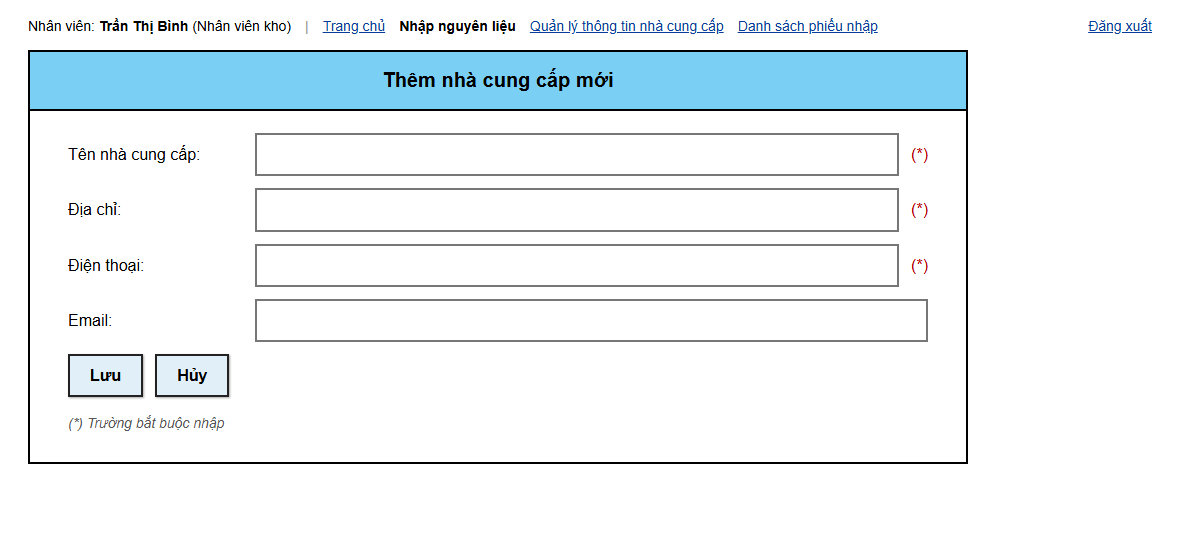 Nhân viên: Trần Thị Bình (Nhân viên kho) | Trang chủ Nhập nguyên liệu Quản lý thông tin nhà cung cấp Danh sách phiếu nhập Đăng xuất
Thêm nhà cung cấp mới
Tên nhà cung cấp: (*)
Địa chỉ: (*)
Điện thoại: (*)
Email:
Lưu Hủy
(*) Trường bắt buộc nhập